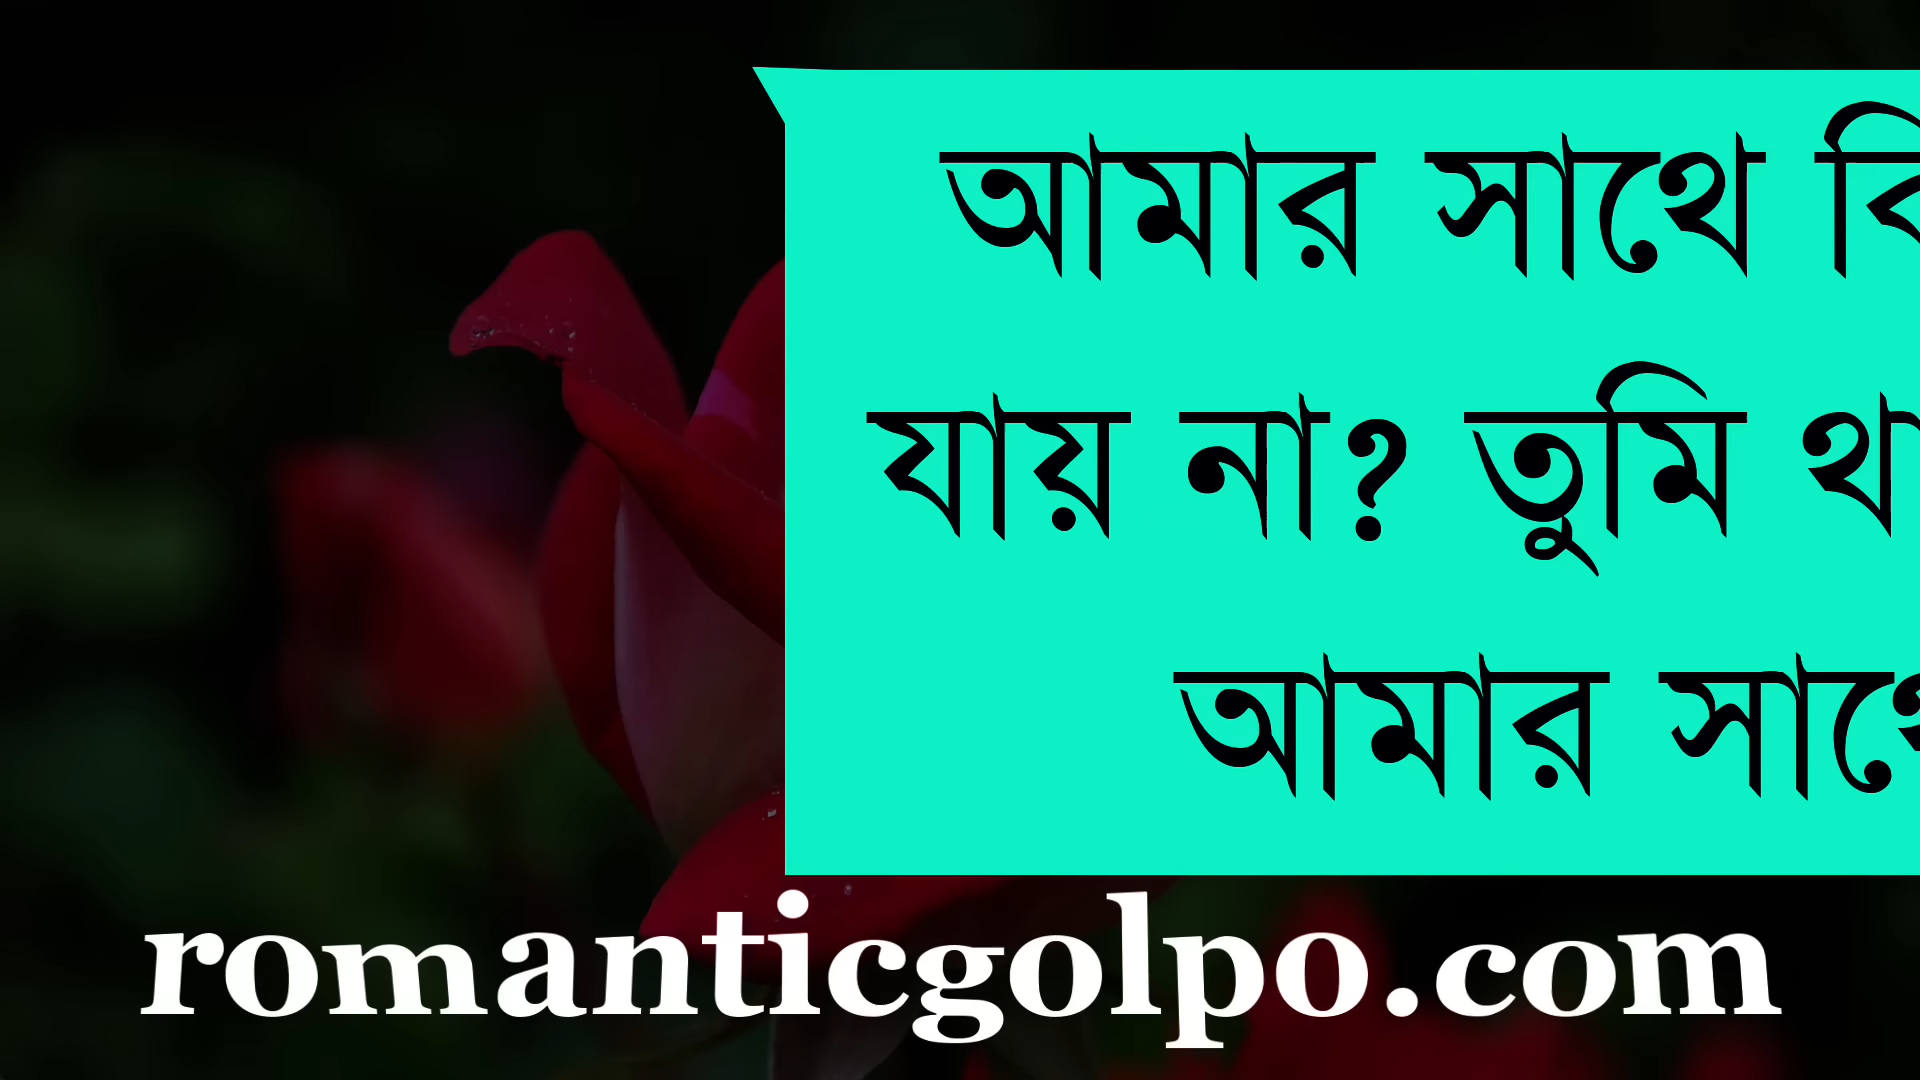 আমার সাথে
যায় না? তুমি
আমার সাথে
romanticgolpo.com